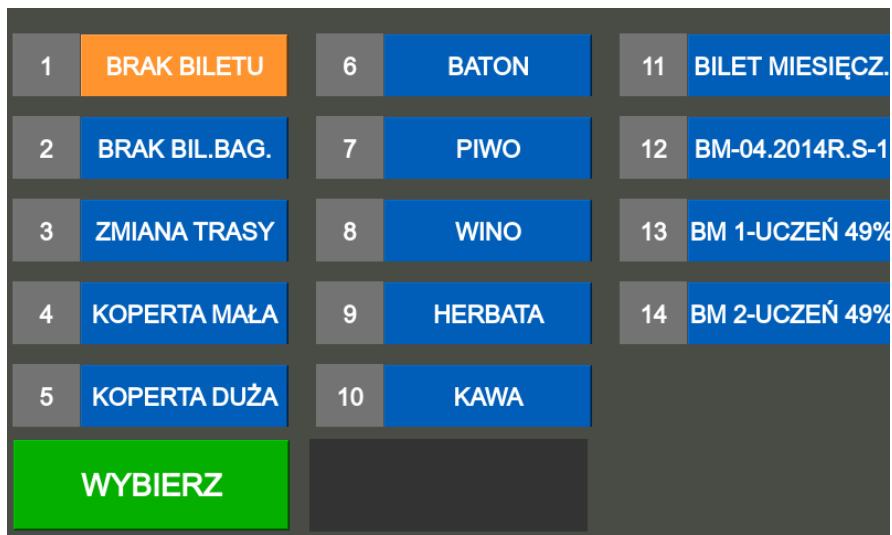 1 BRAK BILETU
2 BRAK BIL.BAG.
3 ZMIANA TRASY
4 KOPERTA MAŁA
5 KOPERTA DUŻA
6 BATON
7 PIWO
8 WINO
9 HERBATA
10 KAWA
11 BILET MIESIĘCZ.
12 BM-04.2014R.S-1
13 BM 1-UCZEŃ 49%
14 BM 2-UCZEŃ 49%
WYBIERZ